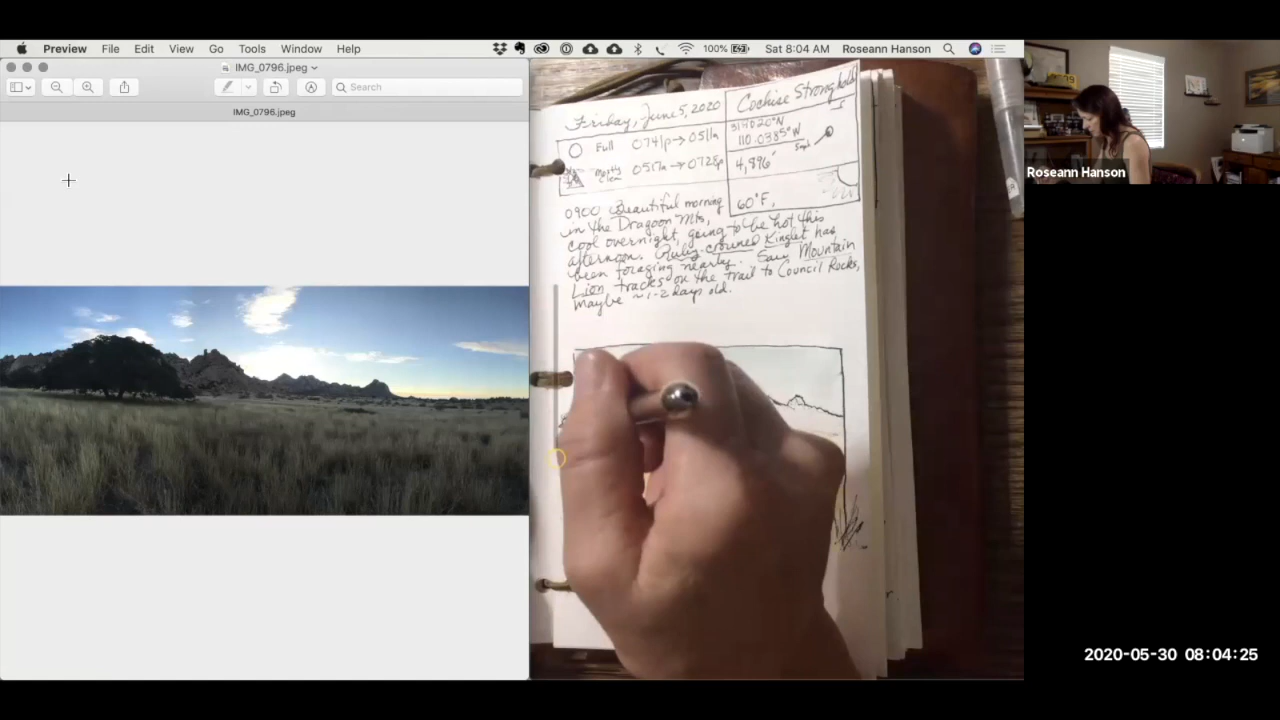 Preview File Edit View Go Tools Window Help 100% Sat 8:04 AM Roseann Hanson
IMG_0796.jpeg
Search
IMG_0796.jpeg
Friday, June 5, 2020
Cochise Stronghold
Full 0741p → 0511a
Mostly Clear 0517a → 0728p
110.0385°W
4,896'
60°F,
0900 Beautiful morning
in the Dragoon Mts,
cool overnight, going to be hot this
afternoon. Ruby-crowned Kinglet has
been foraging nearby. Saw Mountain
Lion tracks on the trail to Council Rocks,
Maybe ~1-2 days old.
Roseann Hanson
2020-05-30 08:04:25